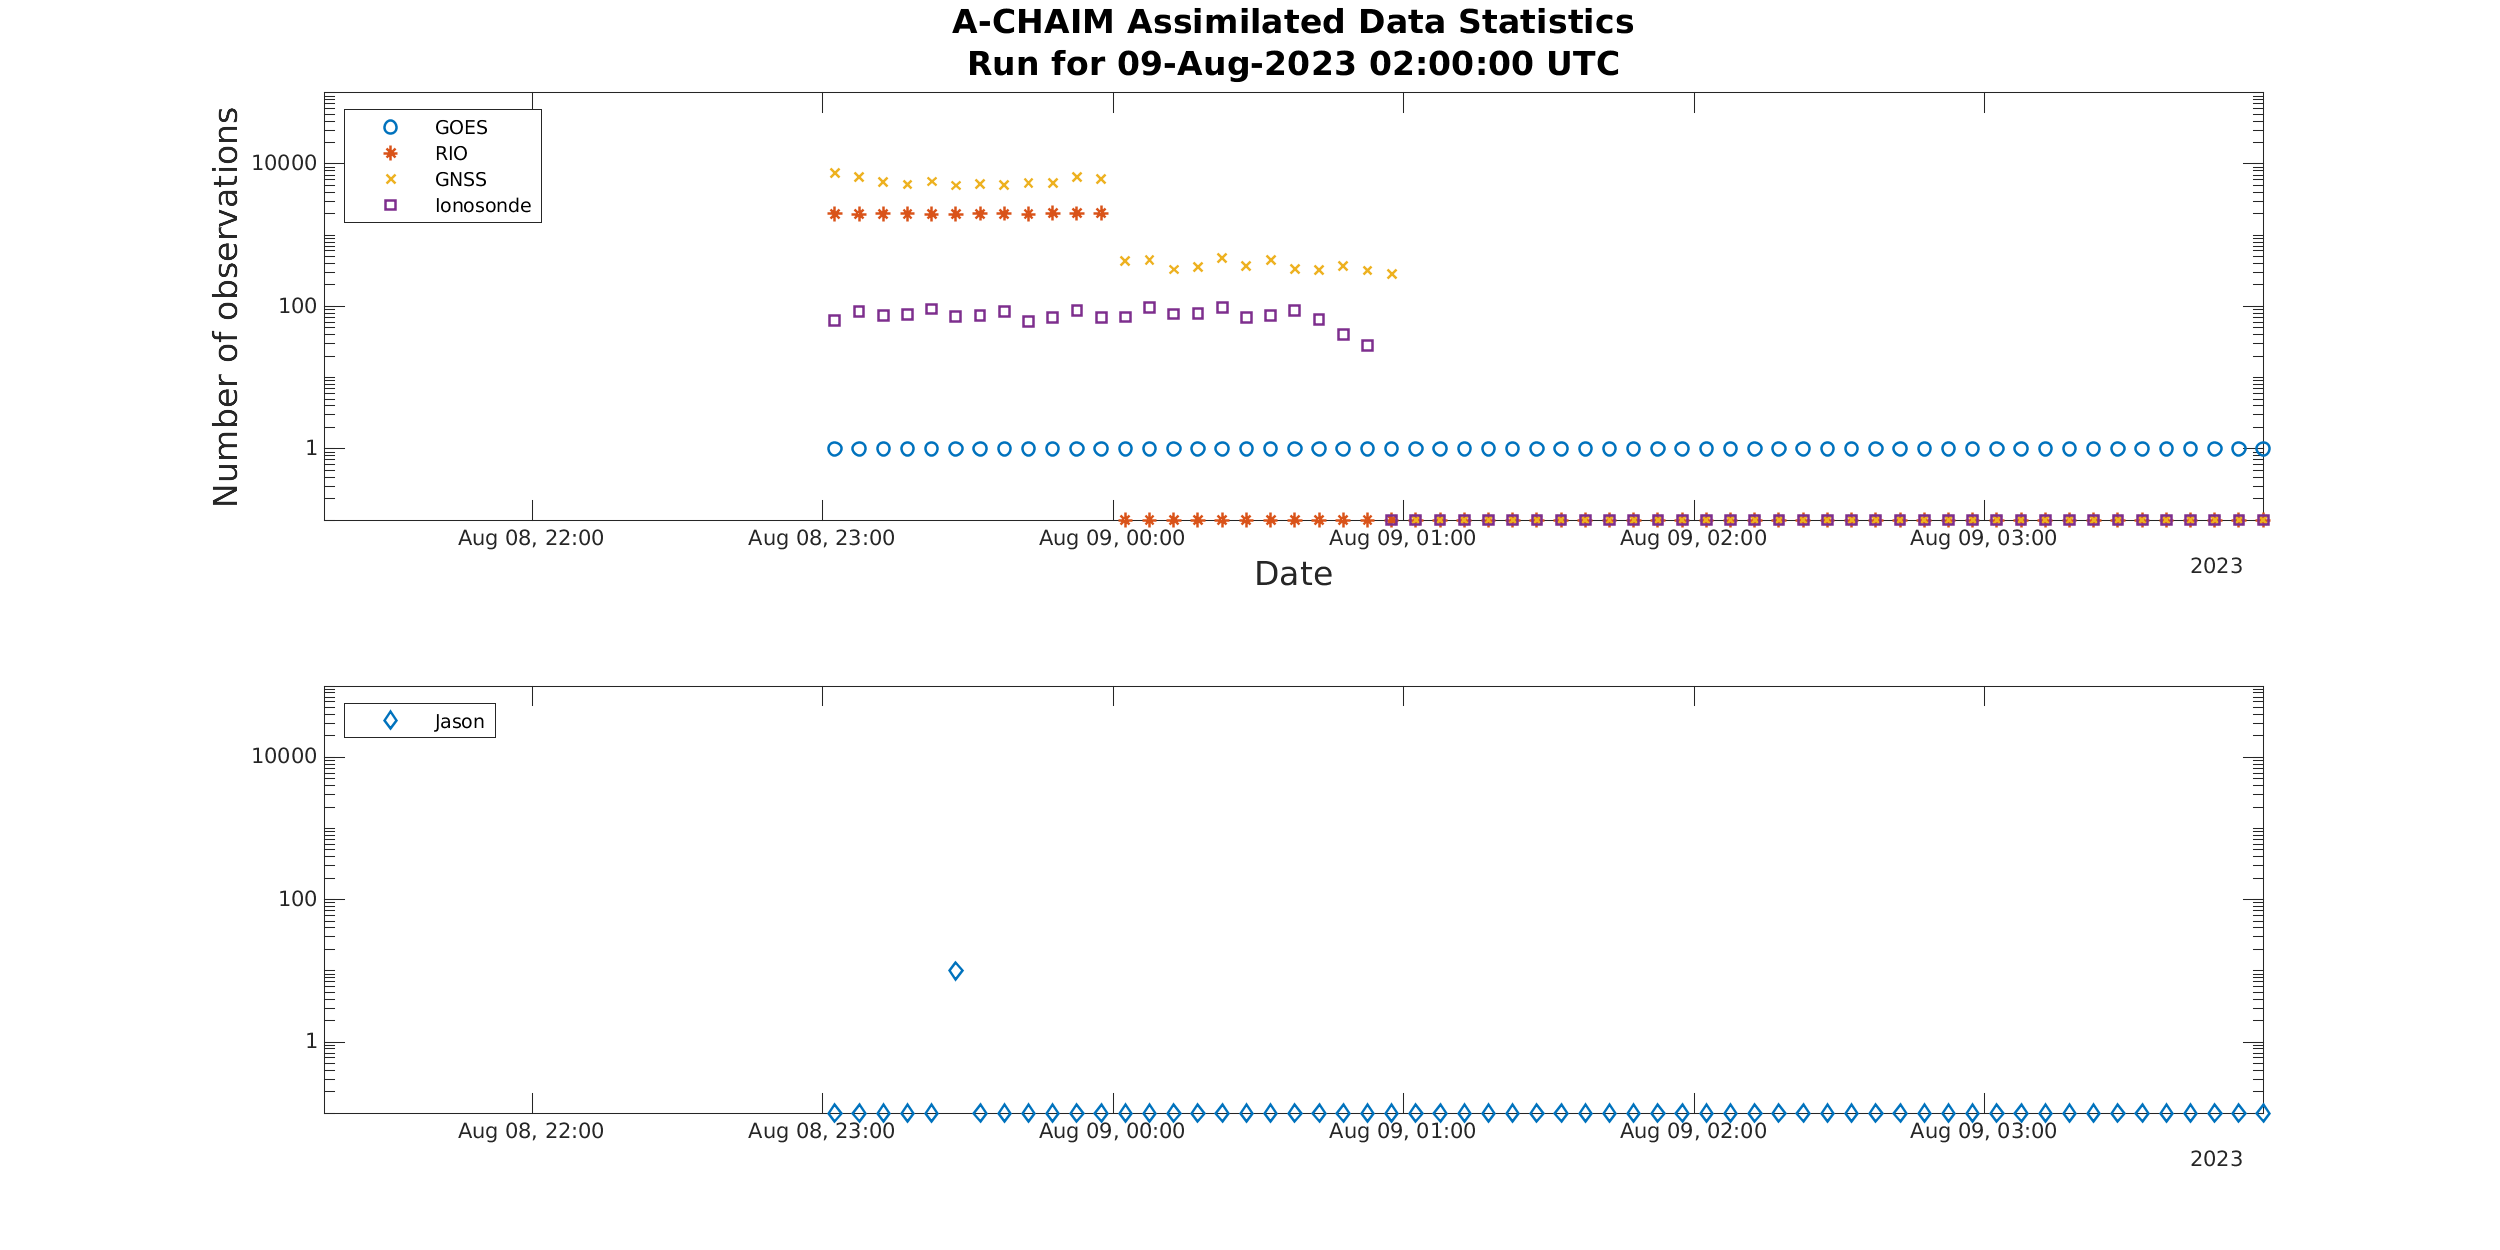 A-CHAIM Assimilated Data Statistics
Run for 09-Aug-2023 02:00:00 UTC
Number of observations
10000
100
1
GOES
RIO
GNSS
Ionosonde
Aug 08, 22:00 Aug 08, 23:00 Aug 09, 00:00 Aug 09, 01:00 Aug 09, 02:00 Aug 09, 03:00
2023
Date
10000
100
1
Jason
Aug 08, 22:00 Aug 08, 23:00 Aug 09, 00:00 Aug 09, 01:00 Aug 09, 02:00 Aug 09, 03:00
2023